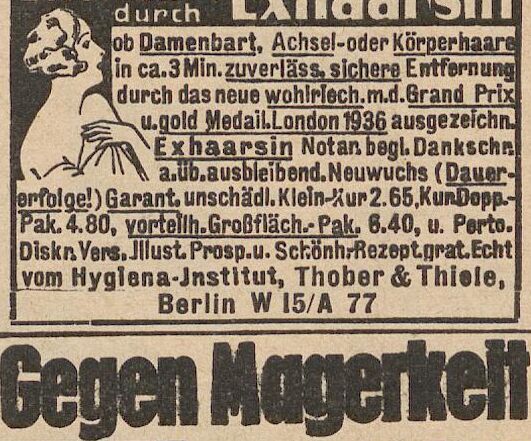 durch Exhaarsin
ob Damenbart, Achsel- oder Körperhaare
in ca. 3 Min. zuverläss. sichere Entfernung
durch das neue wohlriech. m. d. Grand Prix
u. gold Medail. London 1936 ausgezeichn.
Exhaarsin Notar. begl. Dankschr.
a. üb. ausbleibend. Neuwuchs (Dauer-
erfolge!) Garant. unschädl. Klein-Kur 2.65, Kur Dopp.-
Pak. 4.80, vorteilh. Großfläch.-Pak. 6.40, u. Porto.
Diskr. Vers. Jllust. Prosp. u. Schönh.-Rezept. grat. Echt
vom Hygiena-Jnstitut, Thober & Thiele,
Berlin W 15/A 77
Gegen Magerkeit